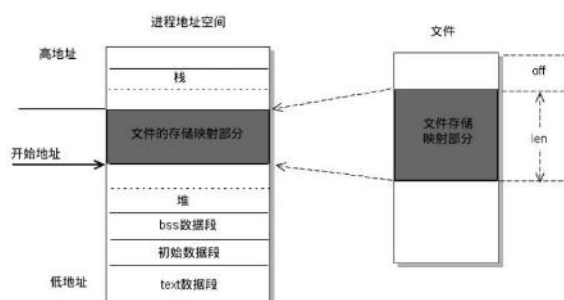 进程地址空间
文件
高地址
off
栈
文件的存储映射部分
文件存储
映射部分
len
开始地址
堆
bss数据段
初始数据段
低地址
text数据段